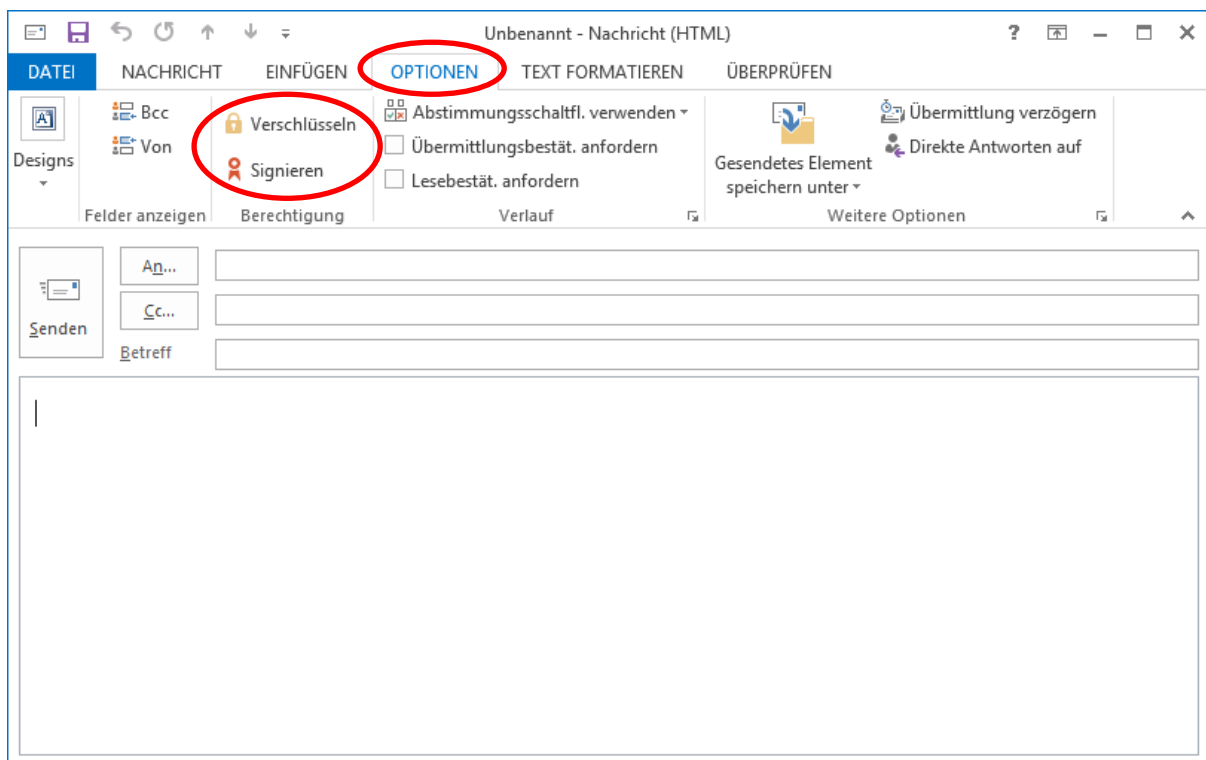 Unbenannt - Nachricht (HTML)
?
DATEI NACHRICHT EINFÜGEN OPTIONEN TEXT FORMATIEREN ÜBERPRÜFEN
Designs
Bcc
Von
Felder anzeigen
Verschlüsseln
Signieren
Berechtigung
Abstimmungsschaltfl. verwenden
Übermittlungsbestät. anfordern
Lesebestät. anfordern
Verlauf
Gesendetes Element
speichern unter
Übermittlung verzögern
Direkte Antworten auf
Weitere Optionen
Senden
An...
Cc...
Betreff